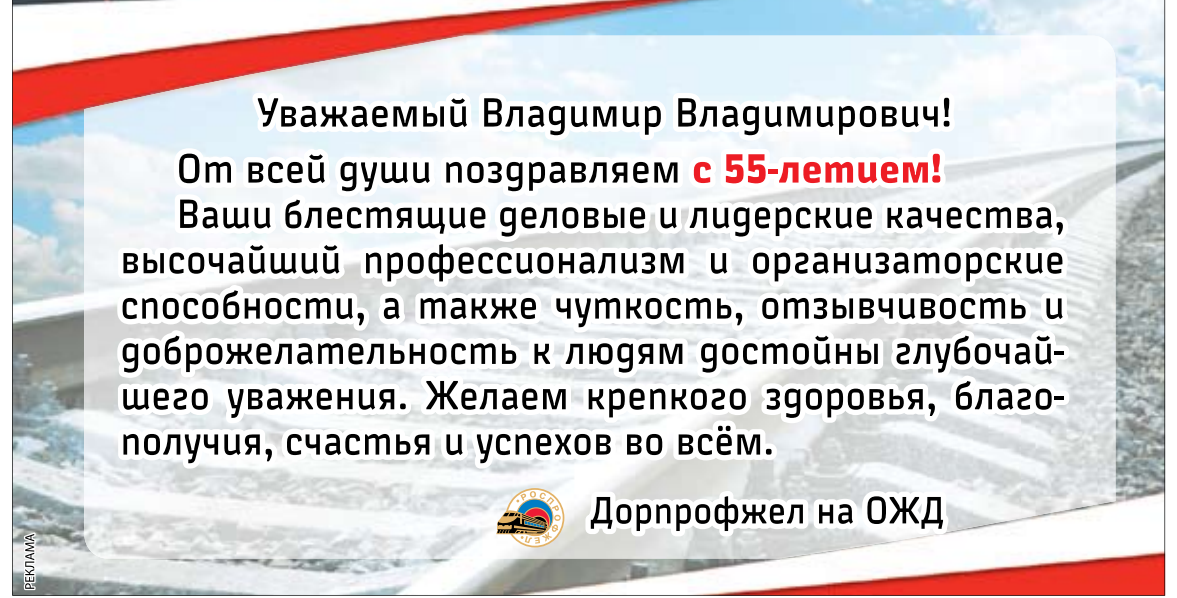 Уважаемый Владимир Владимирович!
От всей души поздравляем с 55-летием!
Ваши блестящие деловые и лидерские качества,
высочайший профессионализм и организаторские
способности, а также чуткость, отзывчивость и
доброжелательность к людям достойны глубочай-
шего уважения. Желаем крепкого здоровья, благо-
получия, счастья и успехов во всём.
РОСПРОФЖЕЛ
Дорпрофжел на ОЖД
РЕКЛАМА